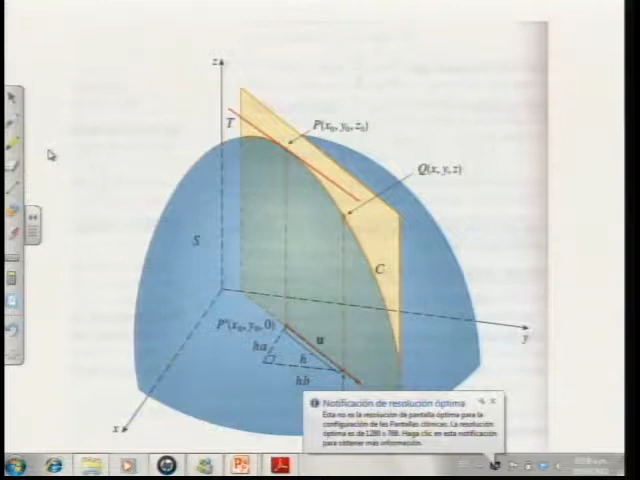 z
T
P(x₀, y₀, z₀)
Q(x, y, z)
S
C
P'(x₀, y₀, 0)
u
ha
h
hb
y
x
Notificación de resolución óptima
Esta no es la resolución de pantalla óptima para la
configuración de las Pantallas clónicas. La resolución
óptima es de 1280 x 768. Haga clic en esta notificación
para obtener más información.